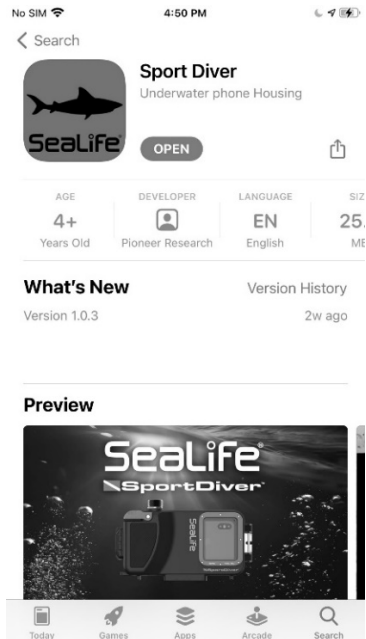 No SIM 4:50 PM
Search
Sport Diver
Underwater phone Housing
SeaLife
OPEN
AGE DEVELOPER LANGUAGE
4+ EN 25.
Years Old Pioneer Research English
What's New Version History
Version 1.0.3 2w ago
Preview
SeaLife
SportDiver
SeaLife
Today Games Apps Arcade Search